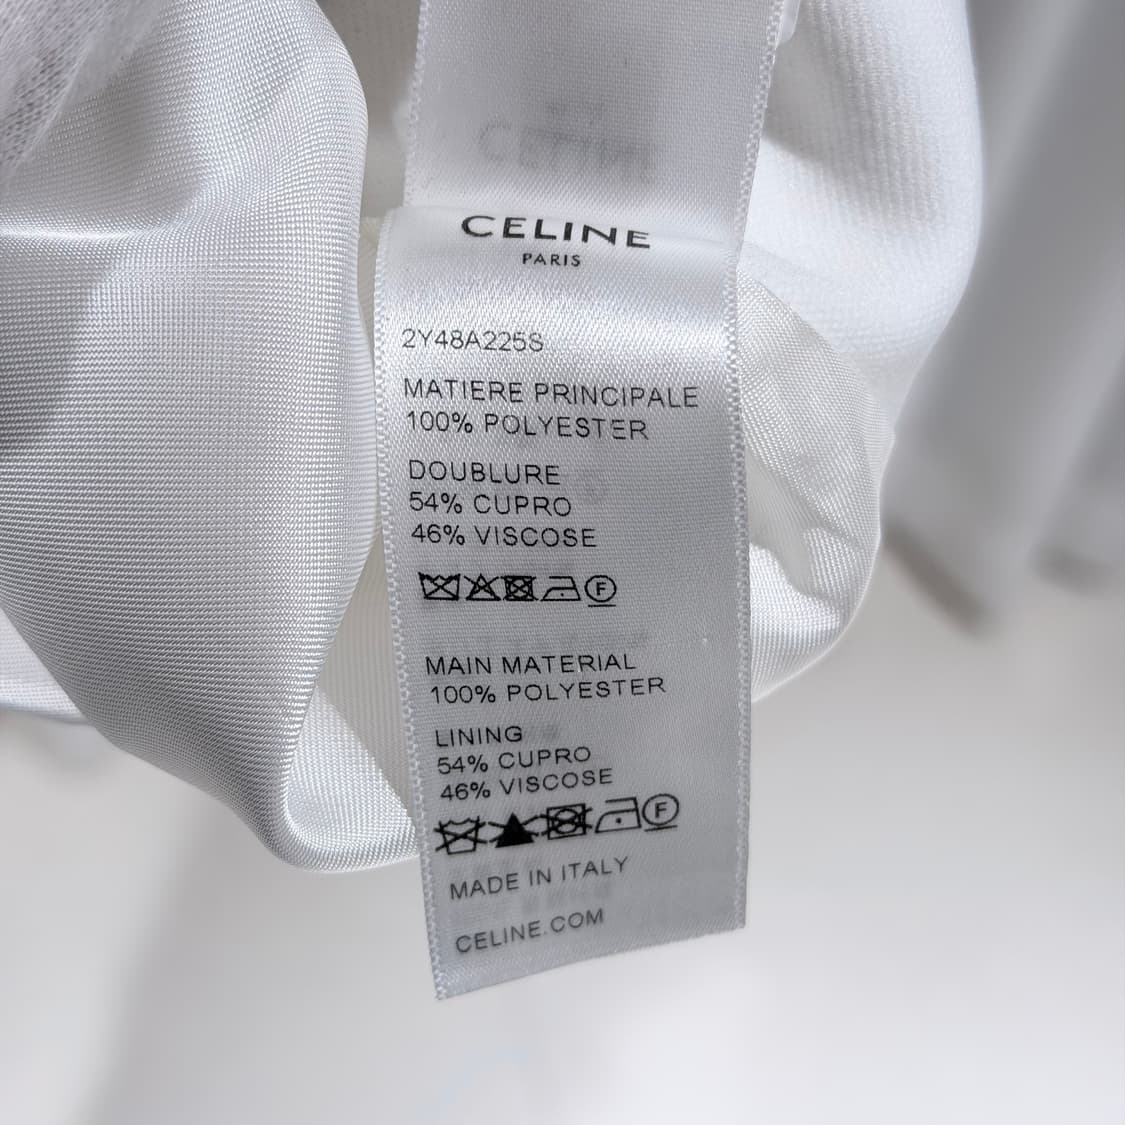 CELINE
PARIS
2Y48A225S
MATIERE PRINCIPALE
100% POLYESTER
DOUBLURE
54% CUPRO
46% VISCOSE
F
MAIN MATERIAL
100% POLYESTER
LINING
54% CUPRO
46% VISCOSE
F
MADE IN ITALY
CELINE.COM